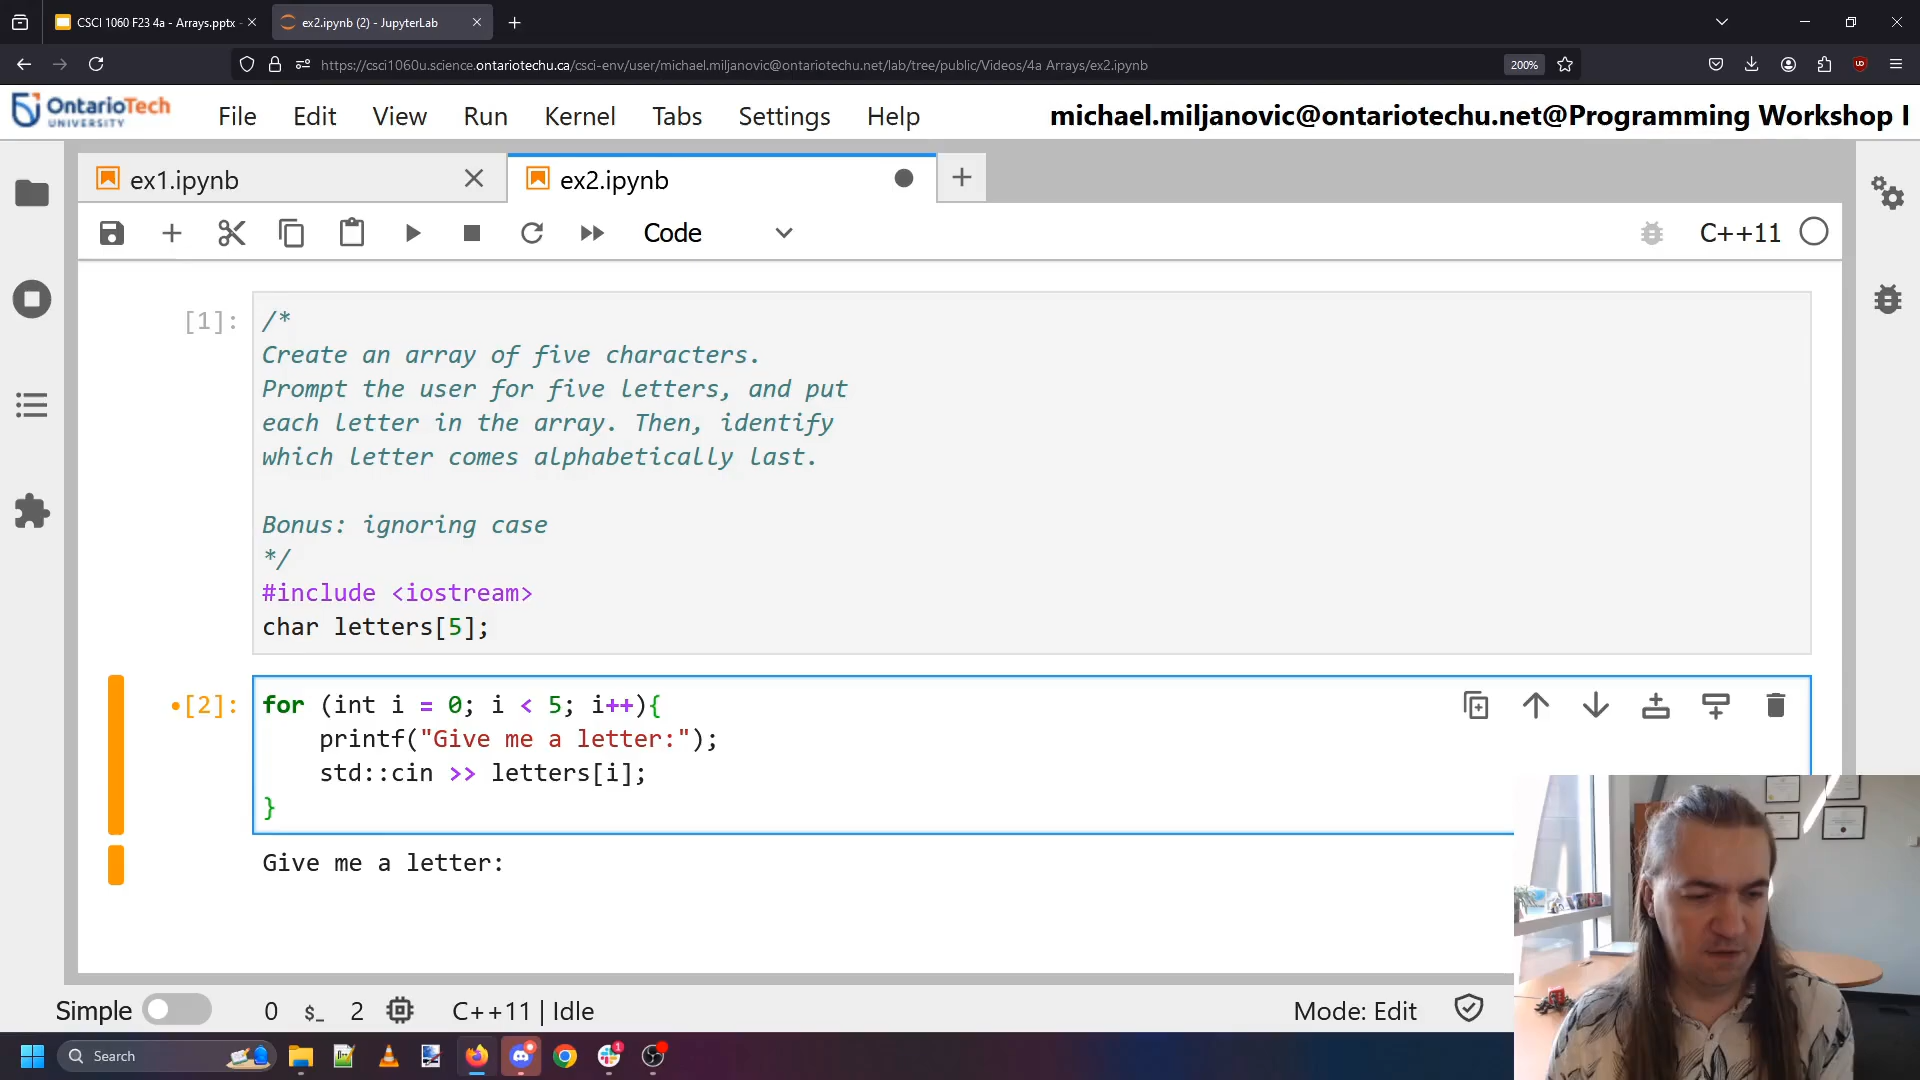 CSCI 1060 F23 4a - Arrays.pptx -
ex2.ipynb (2) - JupyterLab
https://csci1060u.science.ontariotechu.ca/csci-env/user/michael.miljanovic@ontariotechu.net/lab/tree/public/Videos/4a Arrays/ex2.ipynb
200%
OntarioTech
UNIVERSITY
File Edit View Run Kernel Tabs Settings Help
michael.miljanovic@ontariotechu.net@Programming Workshop I
ex1.ipynb
ex2.ipynb
Code
C++11
[1]:
/*
Create an array of five characters.
Prompt the user for five letters, and put
each letter in the array. Then, identify
which letter comes alphabetically last.
Bonus: ignoring case
*/
#include <iostream>
char letters[5];
•[2]:
for (int i = 0; i < 5; i++){
    printf("Give me a letter:");
    std::cin >> letters[i];
}
Give me a letter:
Simple
0
$_
2
C++11 | Idle
Mode: Edit
Search
1